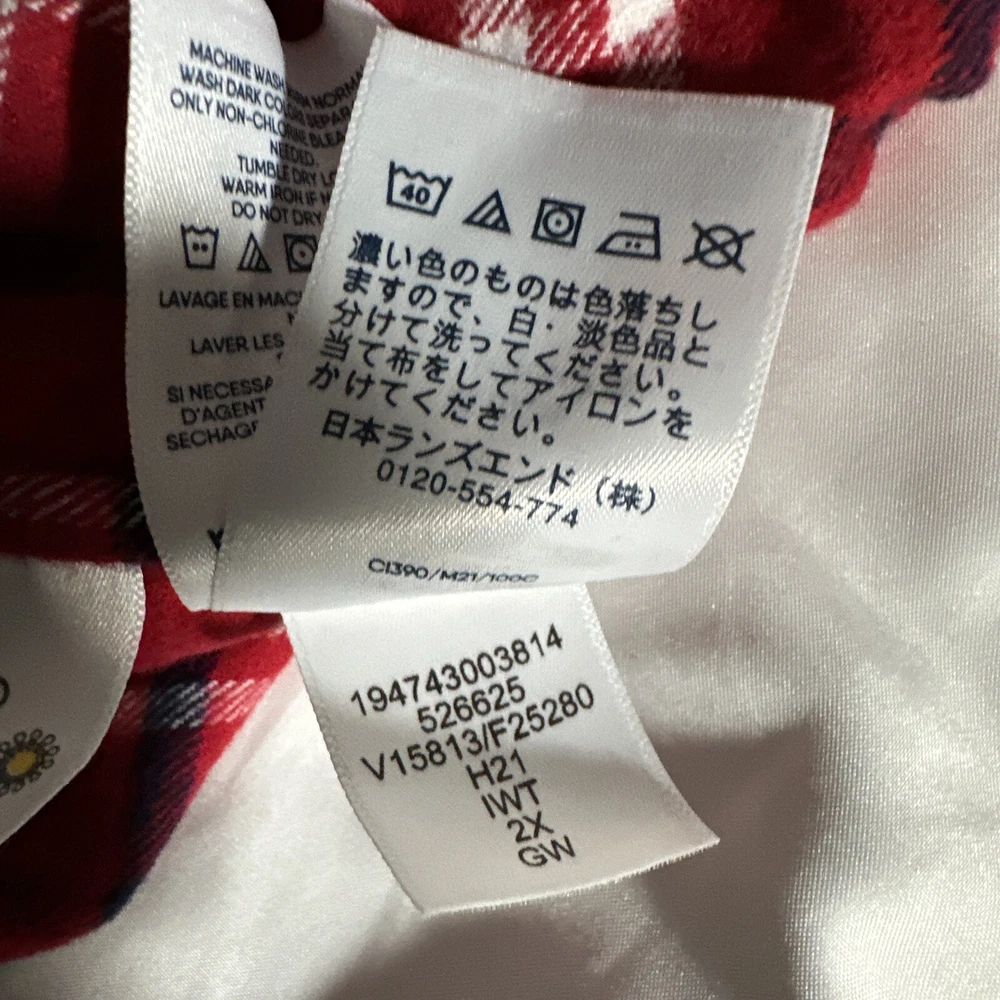 MACHINE WASH WARM NORMA
WASH DARK COLORS SEPAR
ONLY NON-CHLORINE BLEA
NEEDED.
TUMBLE DRY LO
WARM IRON IF
DO NOT DRY
LAVAGE EN MAC
LAVER LES
SI NECESSA
D'AGENT
SECHAGE
40
濃い色のものは色落ちし
ますので、白・淡色品と
分けて洗ってください。
当て布をしてアイロンを
かけてください。
日本ランズエンド（株）
0120-554-774
C1390/M21/100C
194743003814
526625
V15813/F25280
H21
IWT
2X
GW